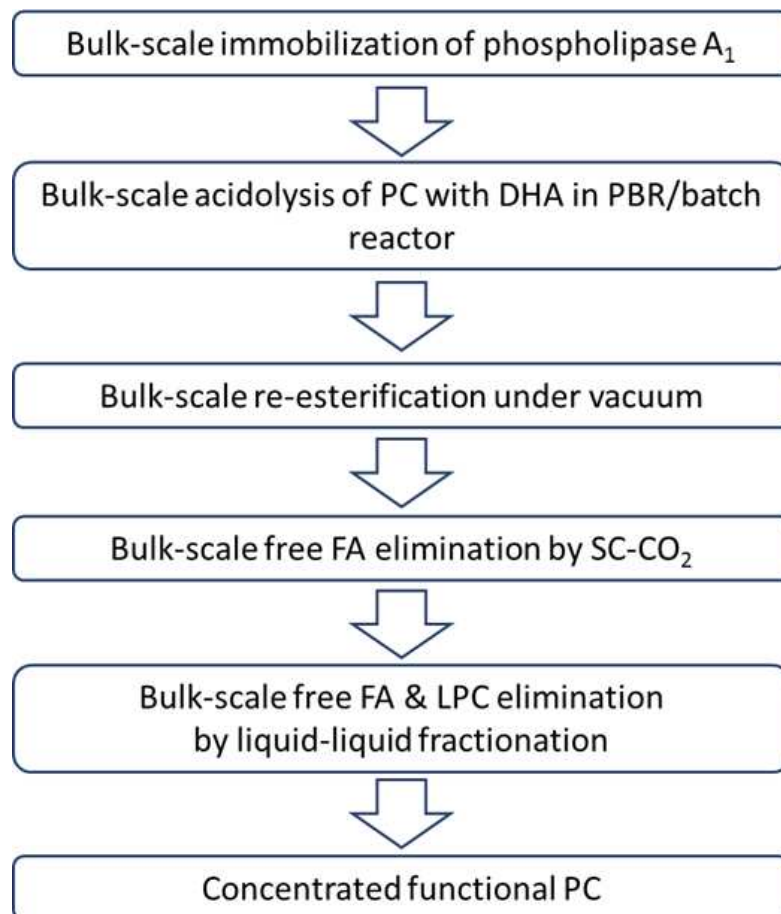 Bulk-scale immobilization of phospholipase A₁
Bulk-scale acidolysis of PC with DHA in PBR/batch
reactor
Bulk-scale re-esterification under vacuum
Bulk-scale free FA elimination by SC-CO₂
Bulk-scale free FA & LPC elimination
by liquid-liquid fractionation
Concentrated functional PC